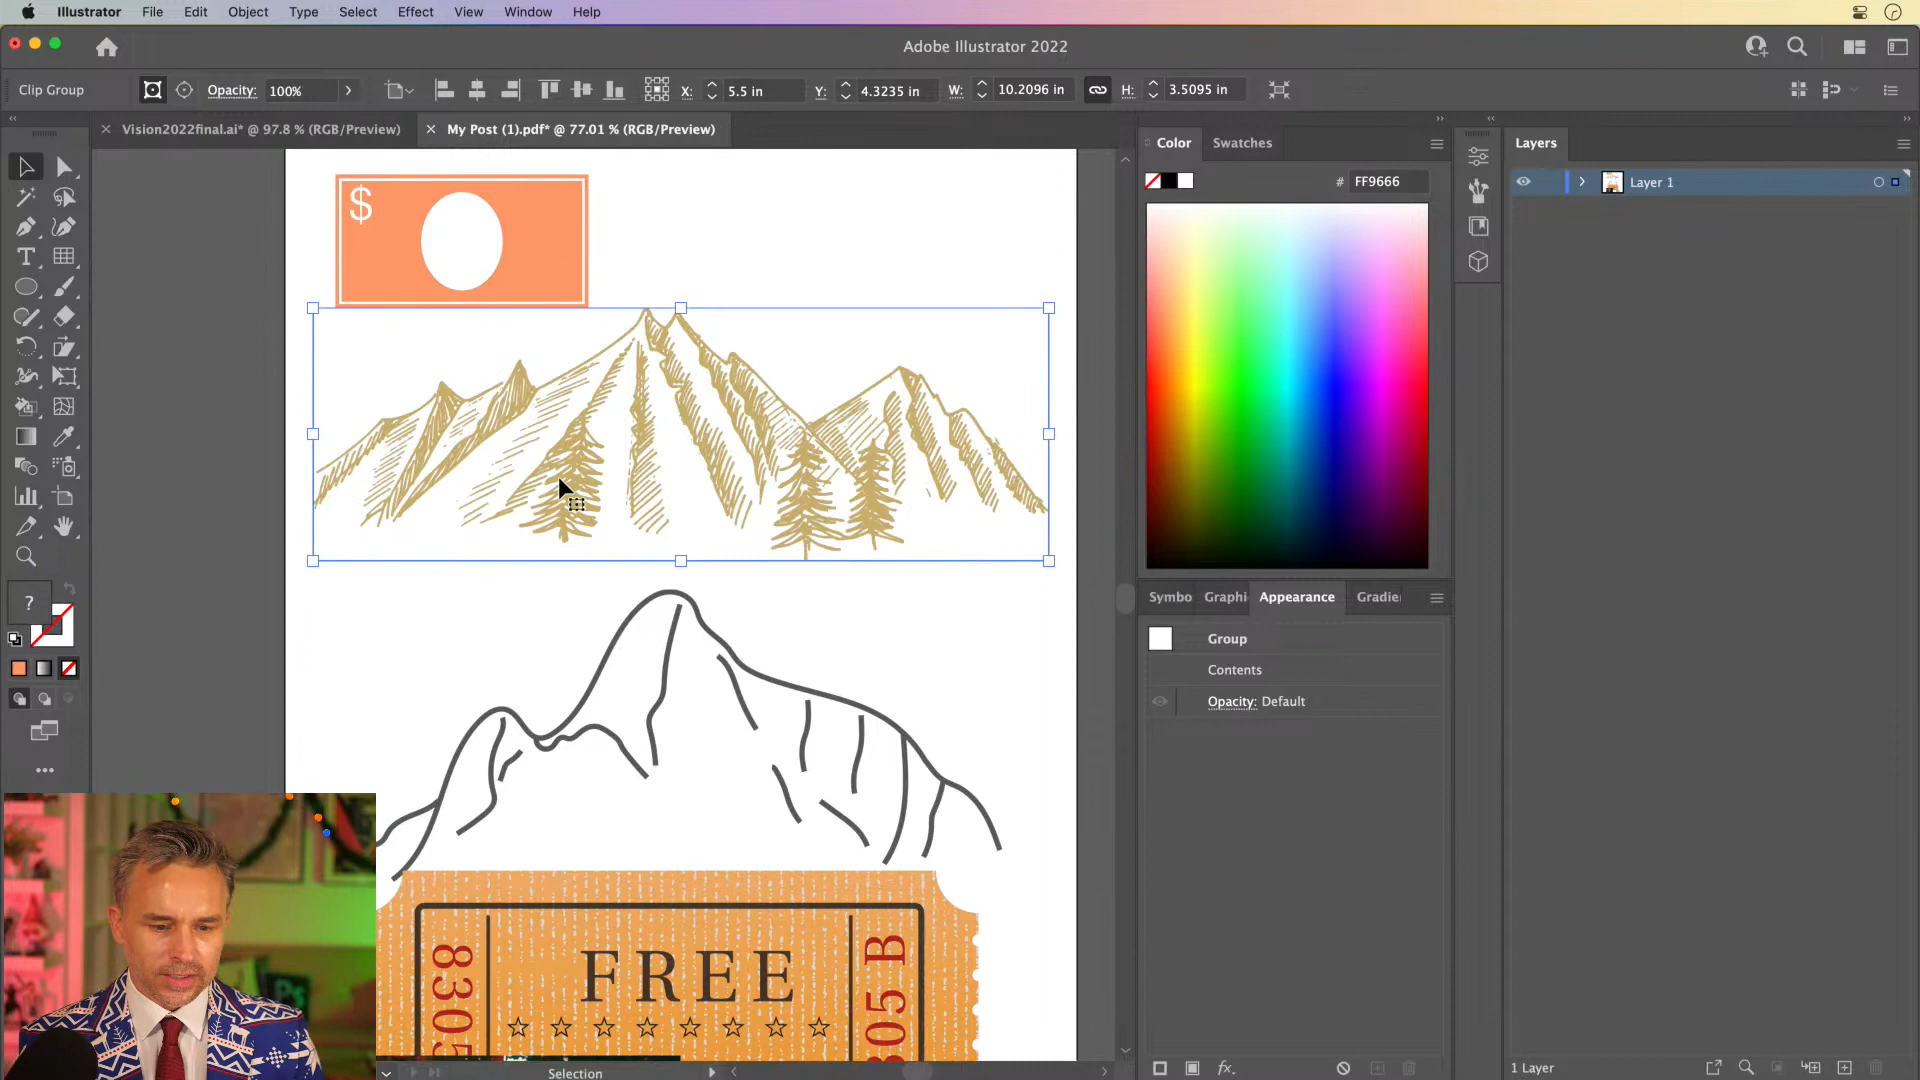 Illustrator File Edit Object Type Select Effect View Window Help
Adobe Illustrator 2022
Clip Group Opacity: 100% X: 5.5 in Y: 4.3235 in W: 10.2096 in H: 3.5095 in
Vision2022final.ai* @ 97.8 % (RGB/Preview) My Post (1).pdf* @ 77.01 % (RGB/Preview)
Color Swatches
Layers
# FF9666
Layer 1
$
Symbo Graphi Appearance Gradie
Group
Contents
Opacity: Default
?
FREE
805 B
fx.
1 Layer
Selection